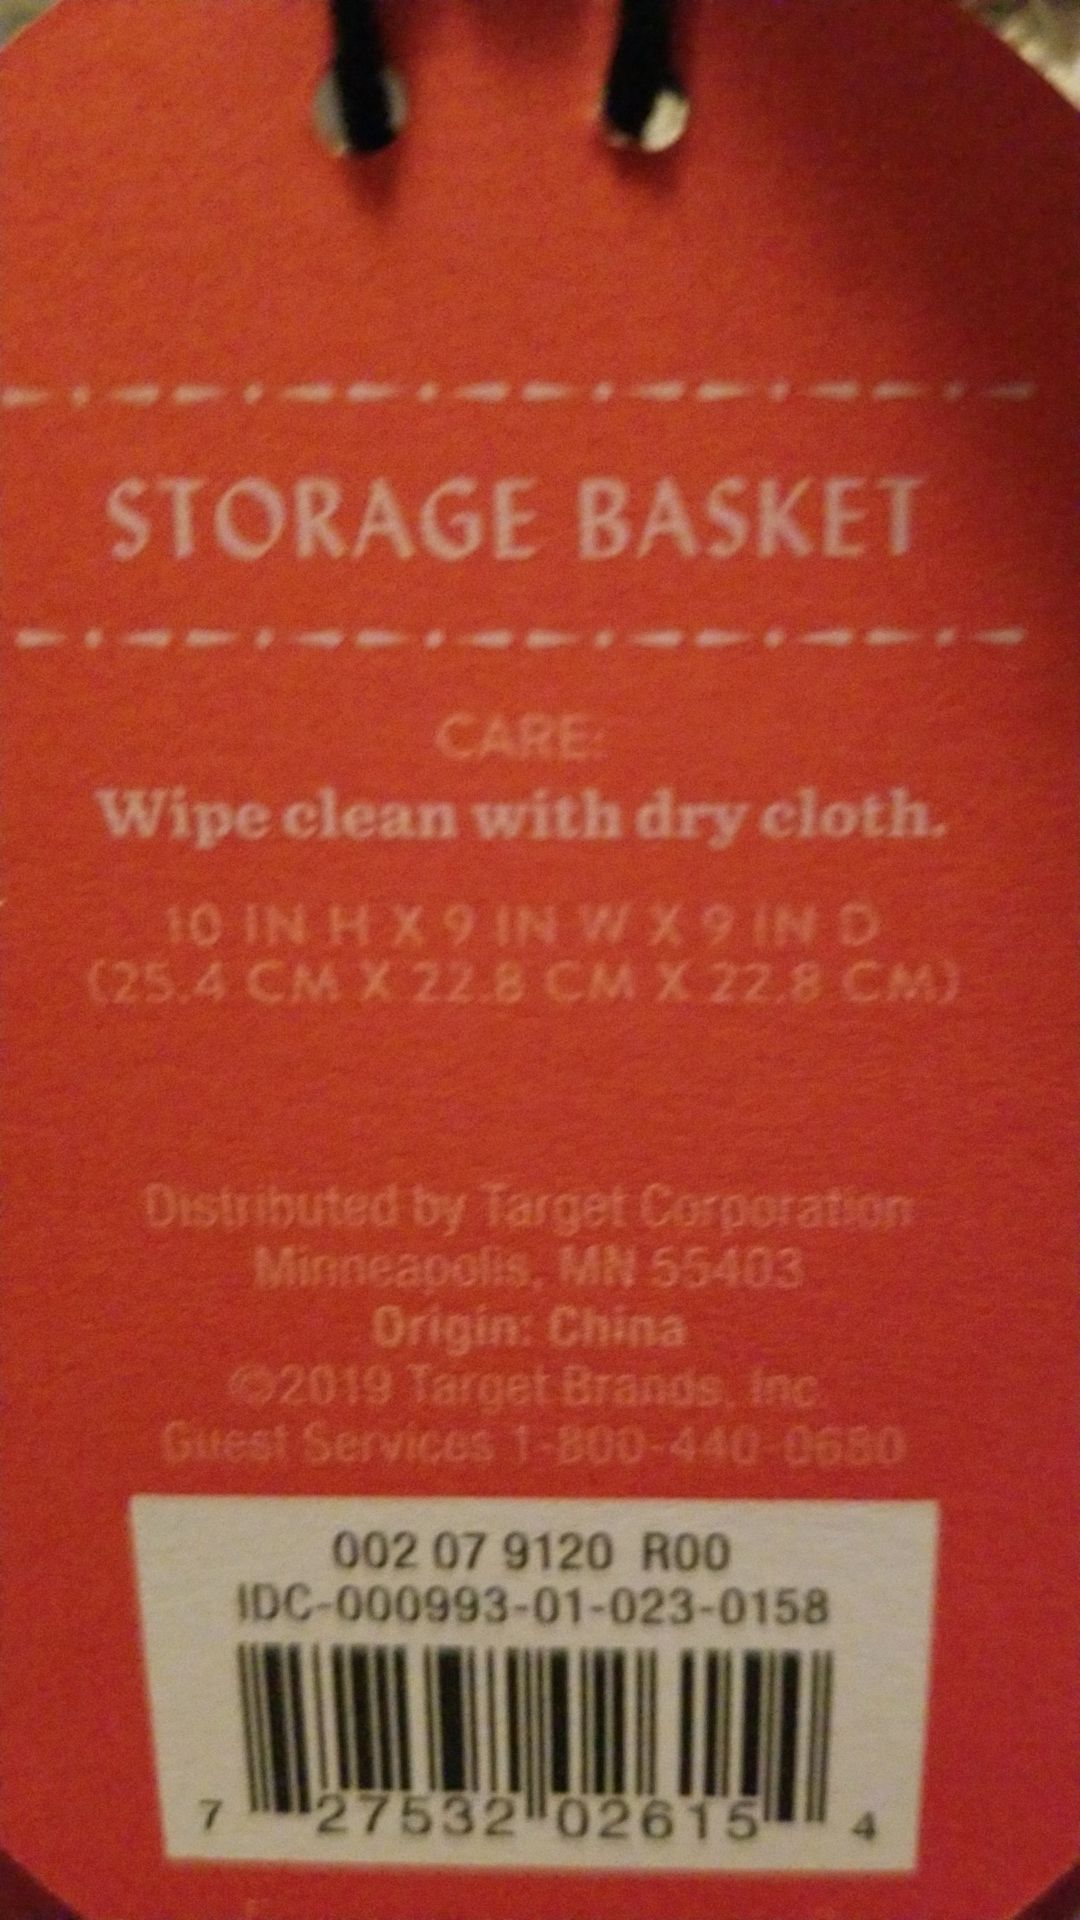 STORAGE BASKET
CARE:
Wipe clean with dry cloth.
10 IN H X 9 IN W X 9 IN D
(25.4 CM X 22.8 CM X 22.8 CM)
Distributed by Target Corporation
Minneapolis, MN 55403
Origin: China
©2019 Target Brands, Inc.
Guest Services 1-800-440-0680
002 07 9120 R00
IDC-000993-01-023-0158
7 27532 02615 4